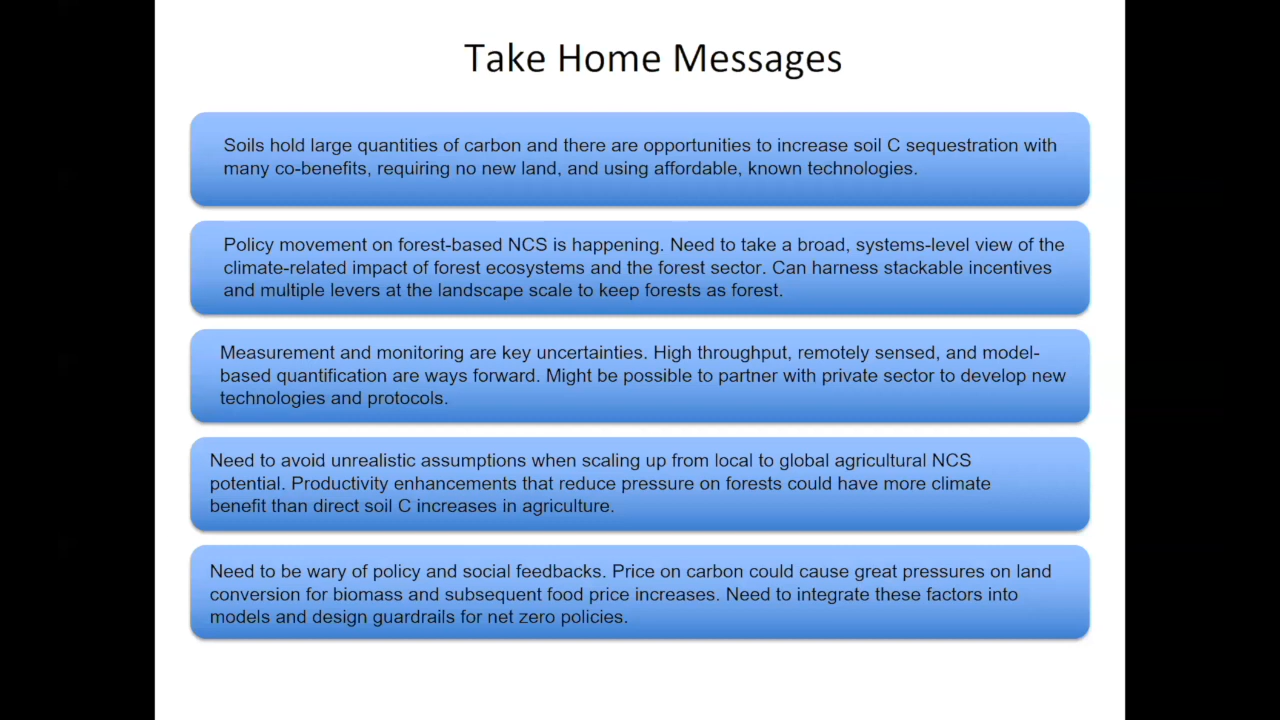 Take Home Messages
Soils hold large quantities of carbon and there are opportunities to increase soil C sequestration with
many co-benefits, requiring no new land, and using affordable, known technologies.
Policy movement on forest-based NCS is happening. Need to take a broad, systems-level view of the
climate-related impact of forest ecosystems and the forest sector. Can harness stackable incentives
and multiple levers at the landscape scale to keep forests as forest.
Measurement and monitoring are key uncertainties. High throughput, remotely sensed, and model-
based quantification are ways forward. Might be possible to partner with private sector to develop new
technologies and protocols.
Need to avoid unrealistic assumptions when scaling up from local to global agricultural NCS
potential. Productivity enhancements that reduce pressure on forests could have more climate
benefit than direct soil C increases in agriculture.
Need to be wary of policy and social feedbacks. Price on carbon could cause great pressures on land
conversion for biomass and subsequent food price increases. Need to integrate these factors into
models and design guardrails for net zero policies.